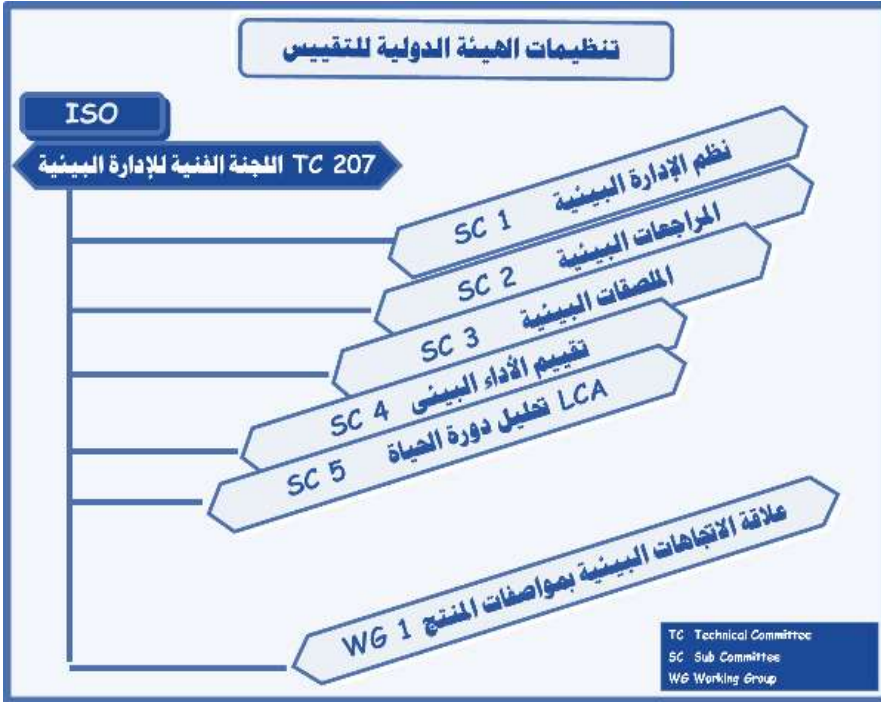 تنظيمات الهيئة الدولية للتقييس
ISO
TC 207 اللجنة الفنية للإدارة البيئية
SC 1 نظم الإدارة البيئية
SC 2 المراجعات البيئية
SC 3 الملصقات البيئية
SC 4 تقييم الأداء البيئى
SC 5 تحليل دورة الحياة LCA
WG 1 علاقة الاتجاهات البيئية بمواصفات المنتج
TC Technical Committee
SC Sub Committee
WG Working Group